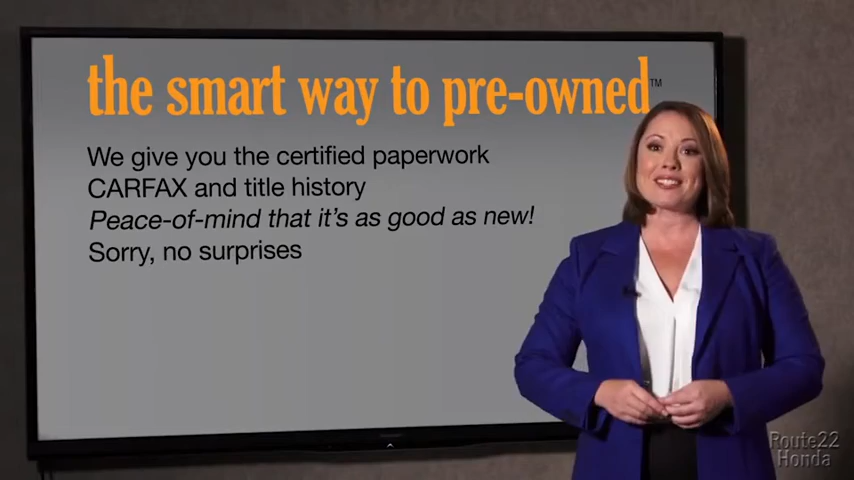 the smart way to pre-owned™
We give you the certified paperwork
CARFAX and title history
Peace-of-mind that it's as good as new!
Sorry, no surprises
Route22
Honda